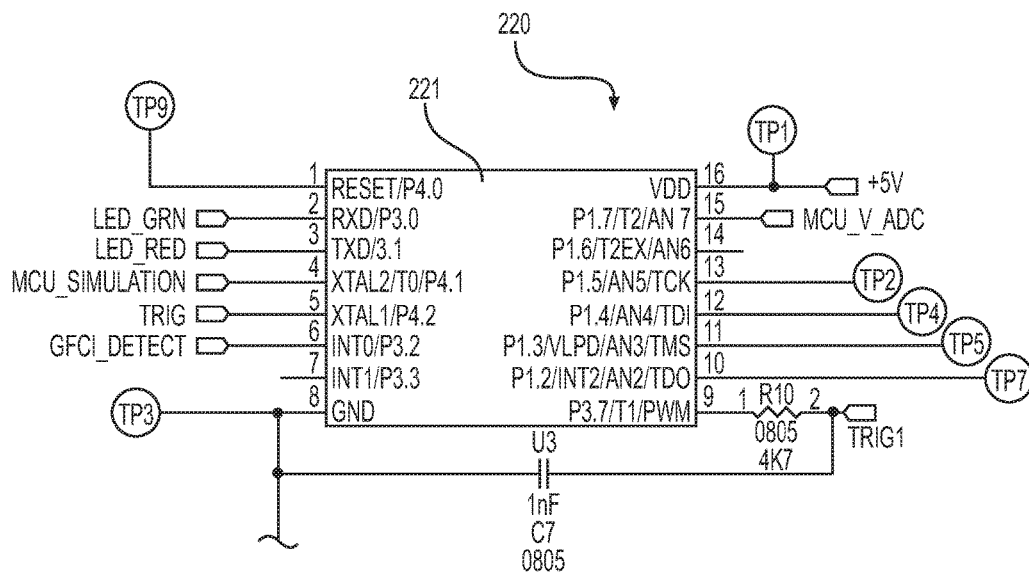 220
221
TP9
TP1
1 RESET/P4.0 VDD 16 +5V
LED_GRN 2 RXD/P3.0 P1.7/T2/AN 7 15 MCU_V_ADC
LED_RED 3 TXD/3.1 P1.6/T2EX/AN6 14
MCU_SIMULATION 4 XTAL2/T0/P4.1 P1.5/AN5/TCK 13 TP2
TRIG 5 XTAL1/P4.2 P1.4/AN4/TDI 12 TP4
GFCI_DETECT 6 INT0/P3.2 P1.3/VLPD/AN3/TMS 11 TP5
7 INT1/P3.3 P1.2/INT2/AN2/TDO 10 TP7
TP3 8 GND P3.7/T1/PWM 9 1 R10 2 TRIG1
0805
4K7
U3
1nF
C7
0805